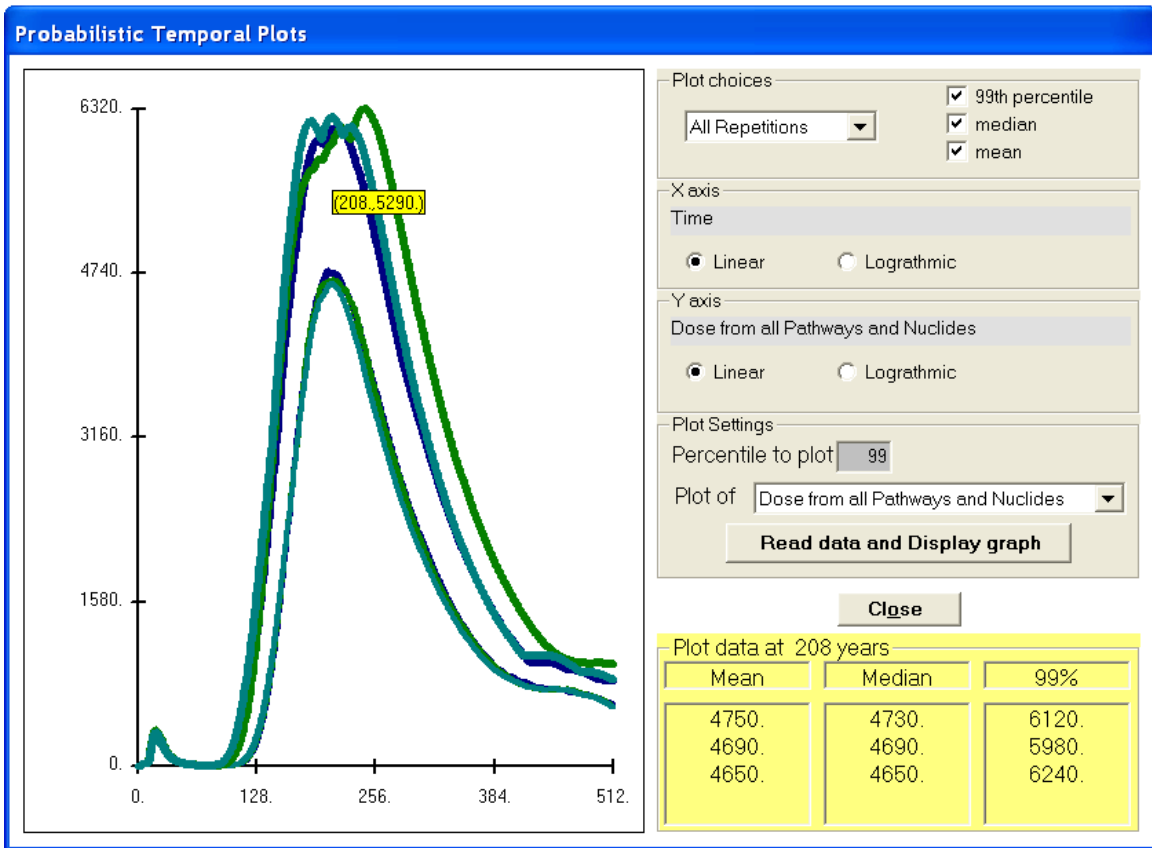 Probabilistic Temporal Plots
6320.
4740.
3160.
1580.
0.
0. 128. 256. 384. 512.
(208.,5290.)
Plot choices
All Repetitions
99th percentile
median
mean
X axis
Time
Linear Lograthmic
Y axis
Dose from all Pathways and Nuclides
Linear Lograthmic
Plot Settings
Percentile to plot 99
Plot of Dose from all Pathways and Nuclides
Read data and Display graph
Close
Plot data at 208 years
Mean Median 99%
4750. 4730. 6120.
4690. 4690. 5980.
4650. 4650. 6240.